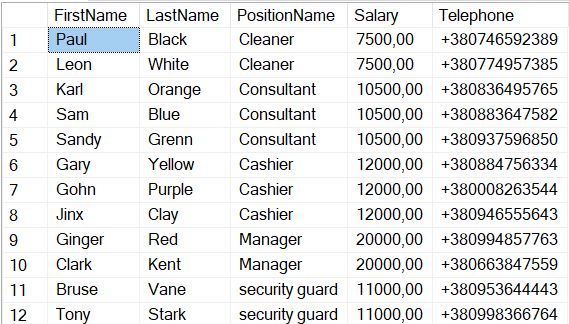 FirstName LastName PositionName Salary Telephone
1 Paul Black Cleaner 7500,00 +380746592389
2 Leon White Cleaner 7500,00 +380774957385
3 Karl Orange Consultant 10500,00 +380836495765
4 Sam Blue Consultant 10500,00 +380883647582
5 Sandy Grenn Consultant 10500,00 +380937596850
6 Gary Yellow Cashier 12000,00 +380884756334
7 Gohn Purple Cashier 12000,00 +380008263544
8 Jinx Clay Cashier 12000,00 +380946555643
9 Ginger Red Manager 20000,00 +380994857763
10 Clark Kent Manager 20000,00 +380663847559
11 Bruse Vane security guard 11000,00 +380953644443
12 Tony Stark security guard 11000,00 +380998366764